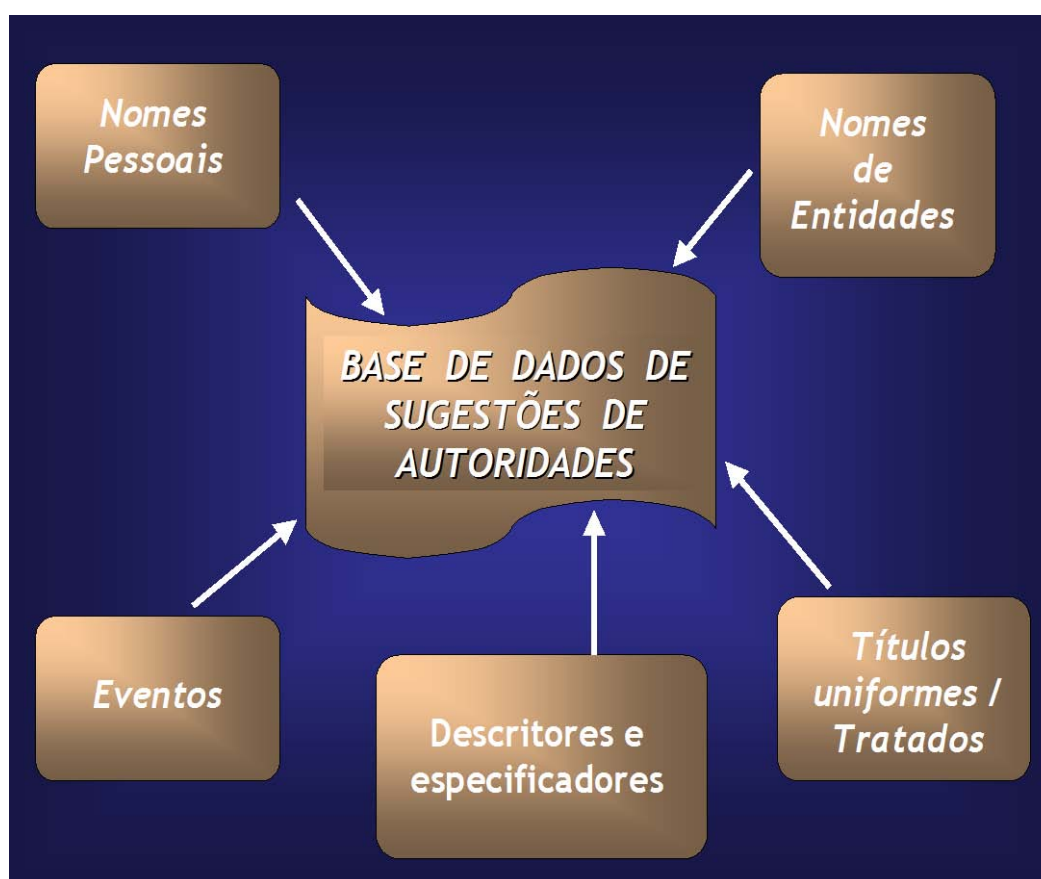 Nomes
Pessoais
Nomes
de
Entidades
BASE DE DADOS DE
SUGESTÕES DE
AUTORIDADES
Eventos
Descritores e
especificadores
Títulos
uniformes /
Tratados